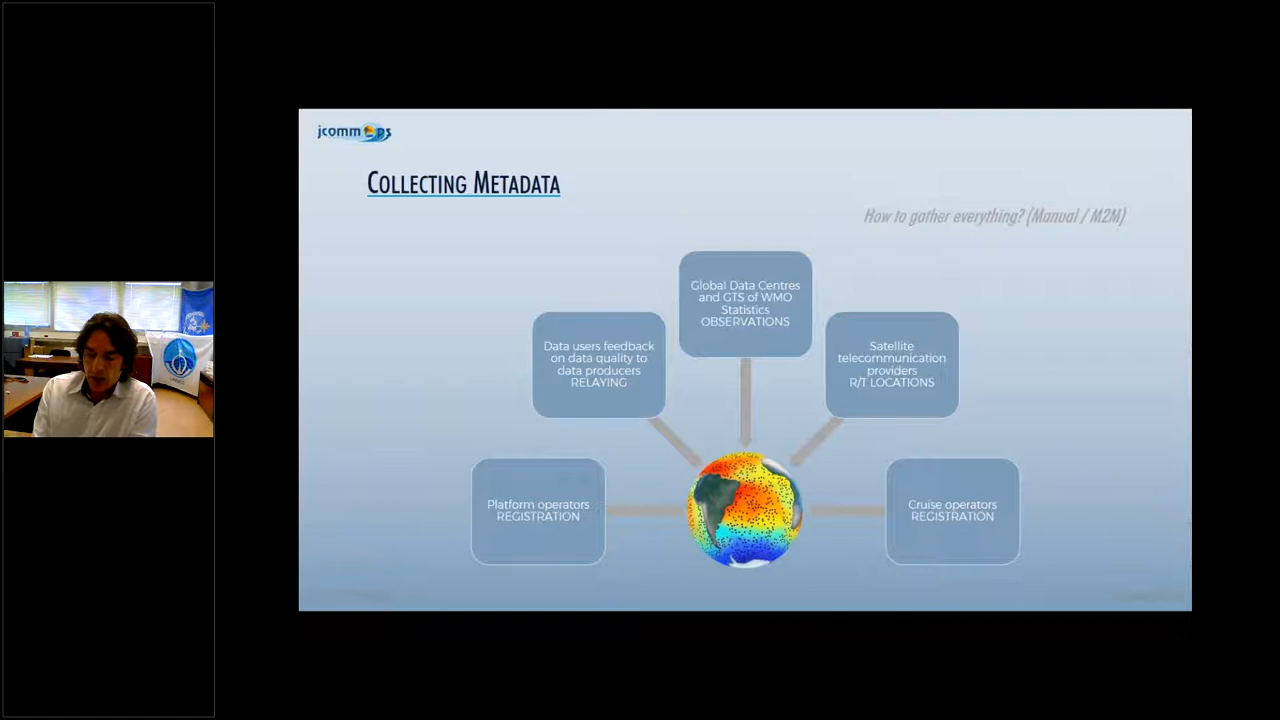 jcommops
COLLECTING METADATA
How to gather everything? (Manual / M2M)
Global Data Centres
and GTS of WMO
Statistics
OBSERVATIONS
Data users feedback
on data quality to
data producers
RELAYING
Satellite
telecommunication
providers
R/T LOCATIONS
Platform operators
REGISTRATION
Cruise operators
REGISTRATION